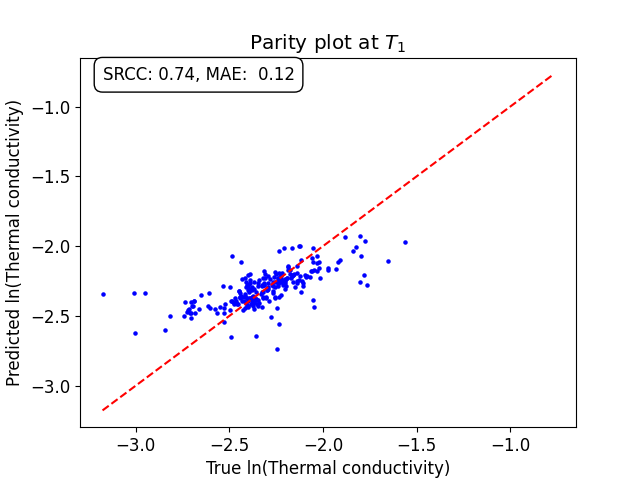 Parity plot at T₁
SRCC: 0.74, MAE:  0.12
Predicted ln(Thermal conductivity)
−1.0
−1.5
−2.0
−2.5
−3.0
−3.0 −2.5 −2.0 −1.5 −1.0
True ln(Thermal conductivity)